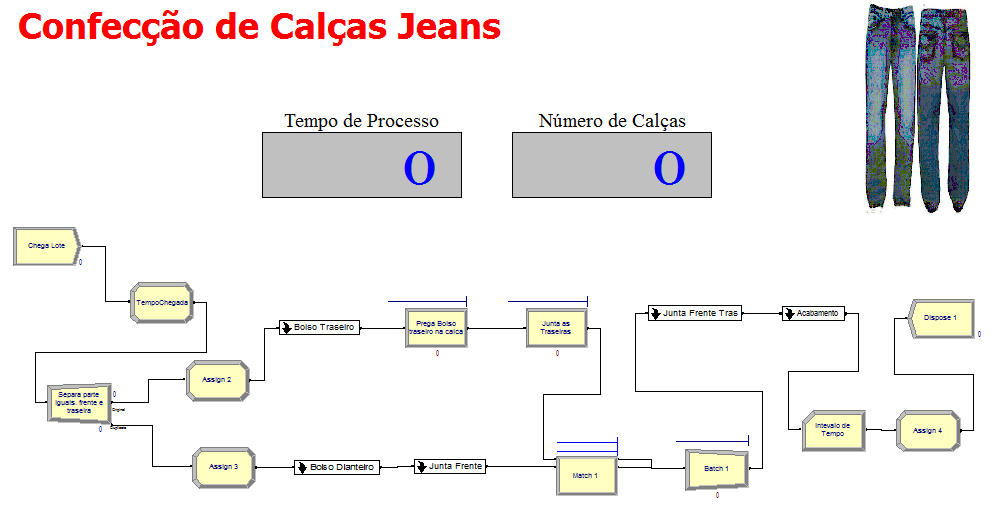 Confecção de Calças Jeans
Tempo de Processo
Número de Calças
0
0
Chega Lote
0
TempoChegada
Bolso Traseiro
Prega Bolso
traseiro na calca
0
Junta as
Traseiras
0
Junta Frente Tras
Acabamento
Dispose 1
0
Separa parte
iguais. frente e
traseira
0
Original
0
Duplicate
Assign 2
Assign 3
Bolso Dianteiro
Junta Frente
Match 1
Batch 1
0
Intevalo de
Tempo
Assign 4